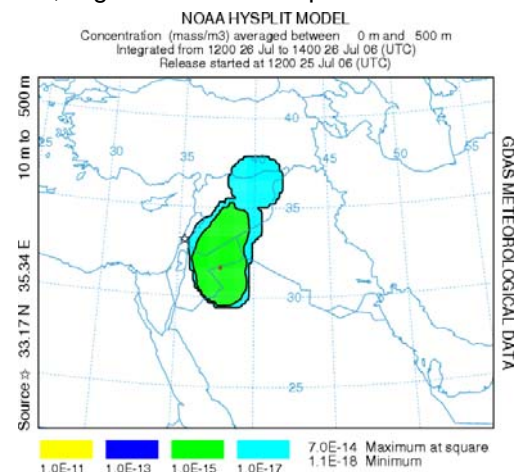 NOAA HYSPLIT MODEL
Concentration (mass/m3) averaged between 0 m and 500 m
Integrated from 1200 26 Jul to 1400 26 Jul 06 (UTC)
Release started at 1200 25 Jul 06 (UTC)
Source ☆ 33.17 N 35.34 E 10 m to 500 m
GDAS METEOROLOGICAL DATA
25 30 35 40 45 50 55
40
35
30
25
1.0E-11 1.0E-13 1.0E-15 1.0E-17
7.0E-14 Maximum at square
1.1E-18 Minimum